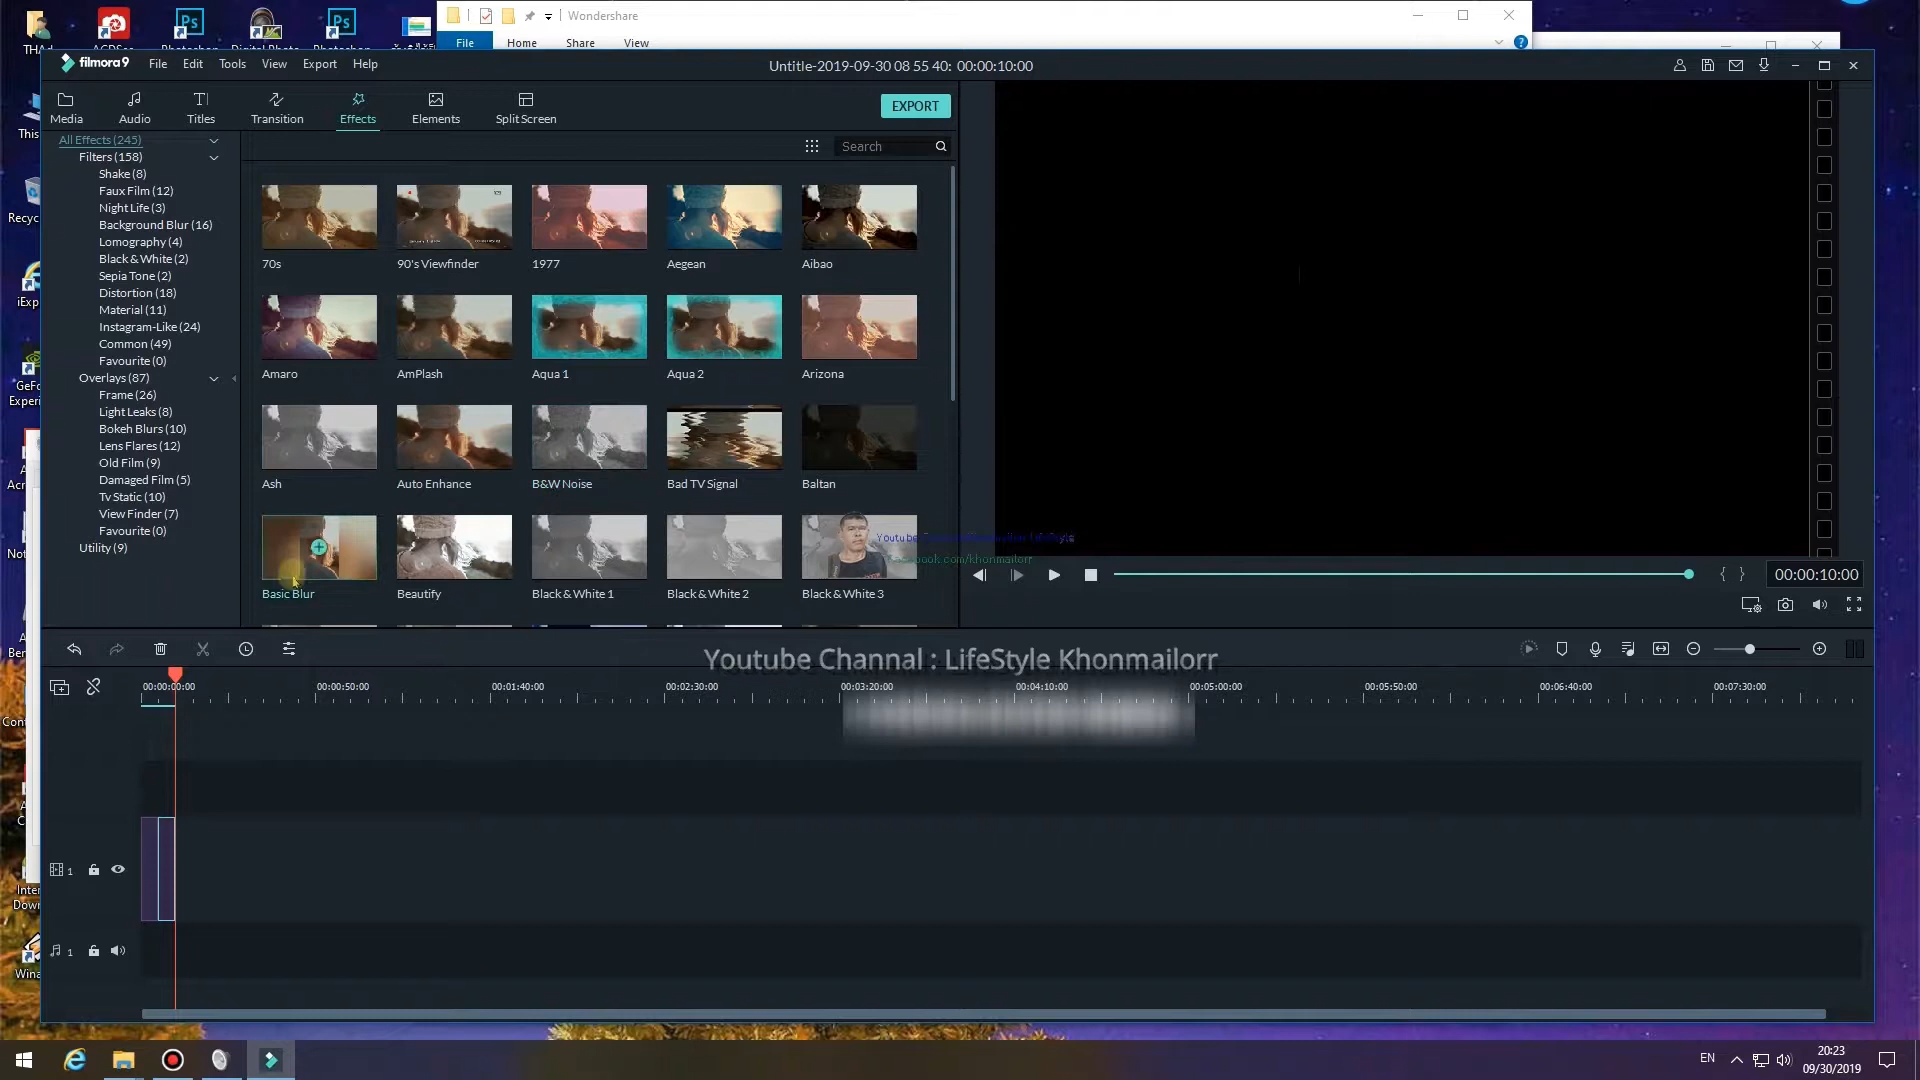 Wondershare
File Home Share View
filmora9 File Edit Tools View Export Help
Untitle-2019-09-30 08 55 40: 00:00:10:00
Media Audio Titles Transition Effects Elements Split Screen
EXPORT
Search
All Effects (245)
Filters (158)
Shake (8)
Faux Film (12)
Night Life (3)
Background Blur (16)
Lomography (4)
Black & White (2)
Sepia Tone (2)
Distortion (18)
Material (11)
Instagram-Like (24)
Common (49)
Favourite (0)
Overlays (87)
Frame (26)
Light Leaks (8)
Bokeh Blurs (10)
Lens Flares (12)
Old Film (9)
Damaged Film (5)
Tv Static (10)
View Finder (7)
Favourite (0)
Utility (9)
70s 90's Viewfinder 1977 Aegean Aibao
Amaro AmPlash Aqua 1 Aqua 2 Arizona
Ash Auto Enhance B&W Noise Bad TV Signal Baltan
Basic Blur Beautify Black & White 1 Black & White 2 Black & White 3
facebook.com/khonmailorr
00:00:10:00
Youtube Channal : LifeStyle Khonmailorr
00:00:00:00 00:00:50:00 00:01:40:00 00:02:30:00 00:03:20:00 00:04:10:00 00:05:00:00 00:05:50:00 00:06:40:00 00:07:30:00
1
1
EN
20:23
09/30/2019